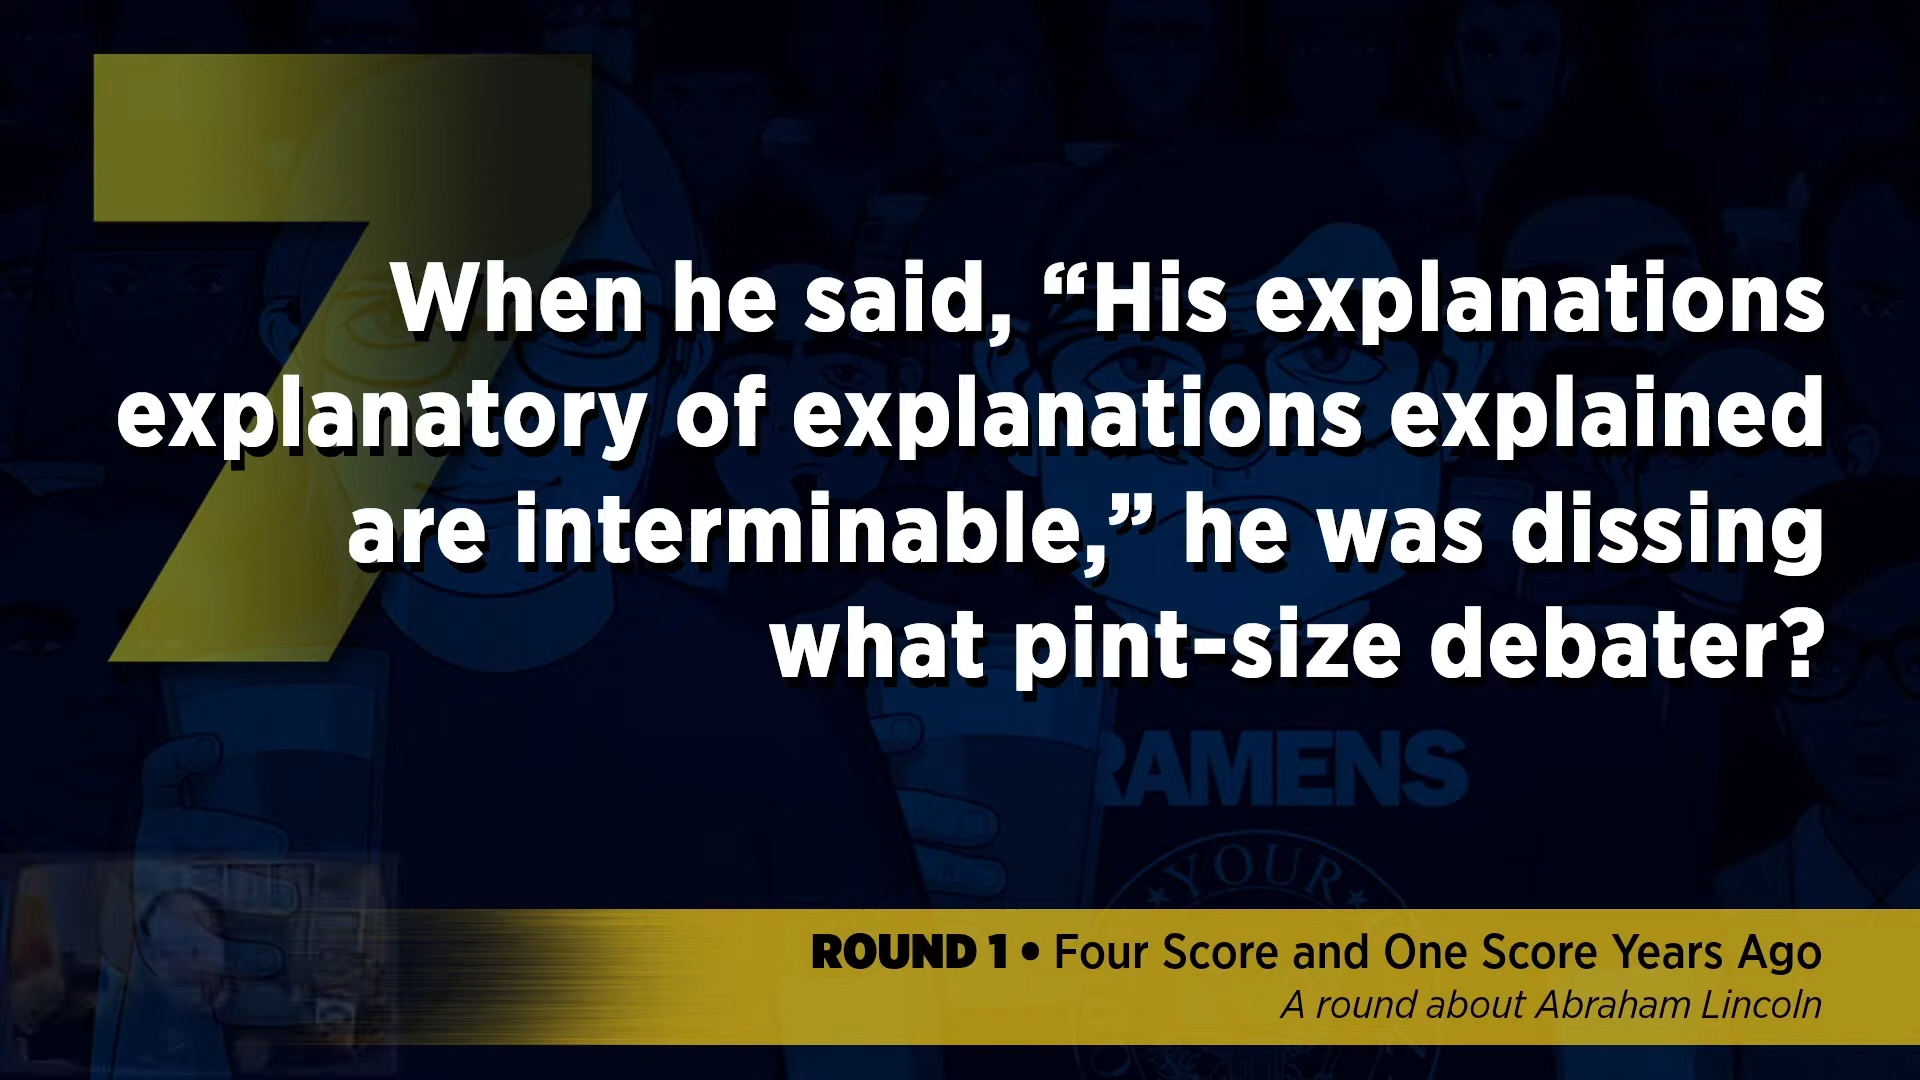 7
When he said, “His explanations
explanatory of explanations explained
are interminable,” he was dissing
what pint-size debater?
RAMENS
YOUR
ROUND 1 • Four Score and One Score Years Ago
A round about Abraham Lincoln